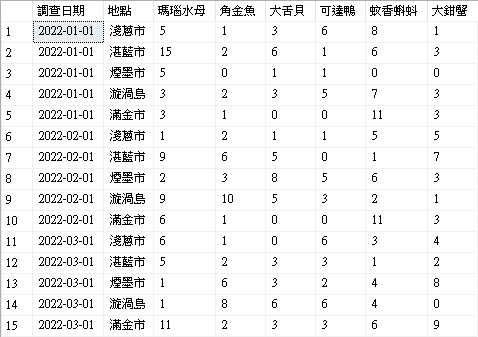 調查日期 地點 瑪瑙水母 角金魚 大舌貝 可達鴨 蚊香蝌蚪 大鉗蟹
1 2022-01-01 淺蔥市 5 1 3 6 8 1
2 2022-01-01 湛藍市 15 2 6 1 6 3
3 2022-01-01 煙墨市 5 0 1 1 0 0
4 2022-01-01 漩渦島 3 2 3 5 7 3
5 2022-01-01 滿金市 3 1 0 0 11 3
6 2022-02-01 淺蔥市 1 2 1 1 5 5
7 2022-02-01 湛藍市 9 6 5 0 1 7
8 2022-02-01 煙墨市 2 3 8 5 6 3
9 2022-02-01 漩渦島 9 10 5 3 2 1
10 2022-02-01 滿金市 6 1 0 0 11 3
11 2022-03-01 淺蔥市 6 1 0 6 3 4
12 2022-03-01 湛藍市 5 2 3 3 1 2
13 2022-03-01 煙墨市 1 6 3 2 4 8
14 2022-03-01 漩渦島 1 8 6 6 4 0
15 2022-03-01 滿金市 11 2 3 3 6 9